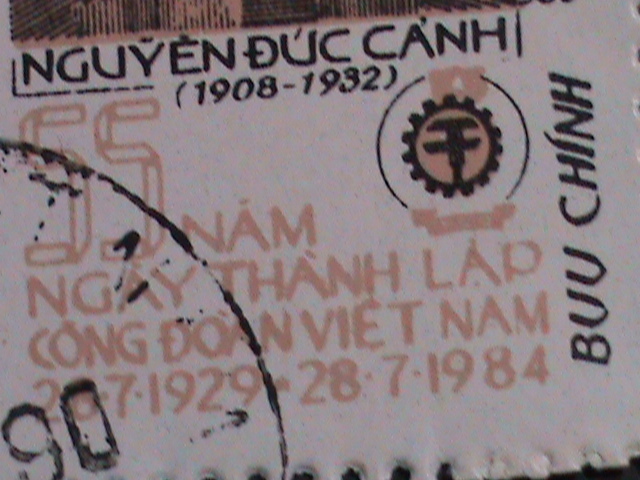 NGUYỄN ĐỨC CẢNH
(1908-1932)
55 NĂM
NGÀY THÀNH LẬP
CÔNG ĐOÀN VIỆT NAM
28.7.1929-28.7.1984
BƯU CHÍNH
90